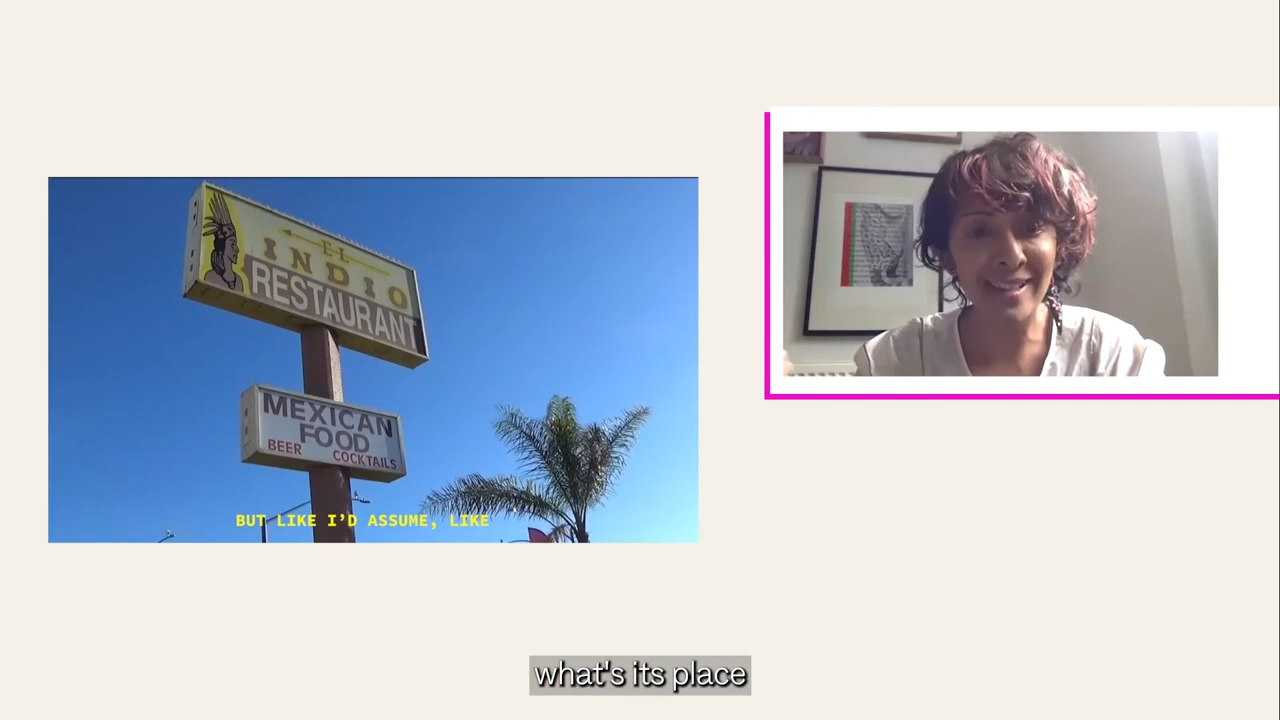 EL
INDIO
RESTAURANT
MEXICAN
FOOD
BEER COCKTAILS
BUT LIKE I’D ASSUME, LIKE
what's its place